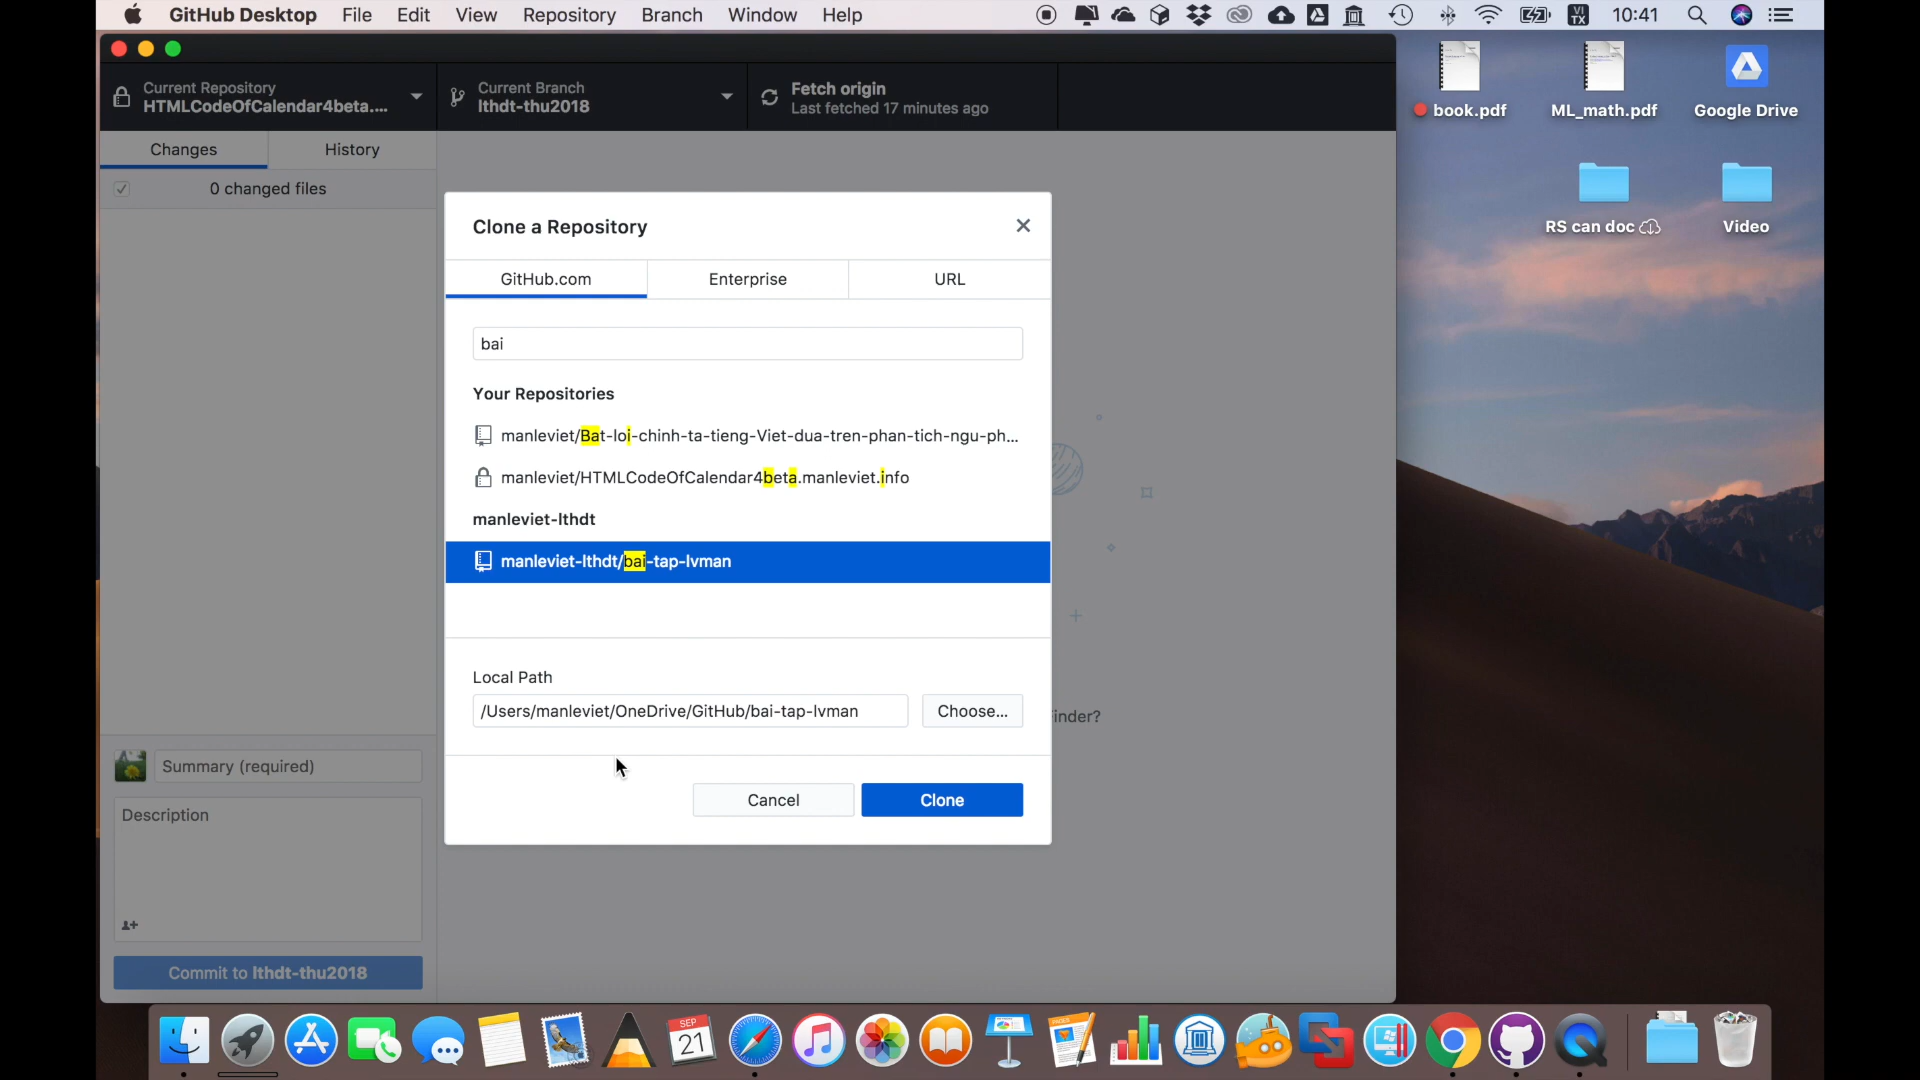 GitHub Desktop File Edit View Repository Branch Window Help
VI TX 10:41
Current Repository
HTMLCodeOfCalendar4beta....
Current Branch
lthdt-thu2018
Fetch origin
Last fetched 17 minutes ago
book.pdf
ML_math.pdf
Google Drive
RS can doc
Video
Changes
History
0 changed files
Clone a Repository
GitHub.com
Enterprise
URL
bai
Your Repositories
manleviet/Bat-loi-chinh-ta-tieng-Viet-dua-tren-phan-tich-ngu-ph...
manleviet/HTMLCodeOfCalendar4beta.manleviet.info
manleviet-lthdt
manleviet-lthdt/bai-tap-lvman
Local Path
/Users/manleviet/OneDrive/GitHub/bai-tap-lvman
Choose...
inder?
Cancel
Clone
Summary (required)
Description
Commit to lthdt-thu2018
SEP
21